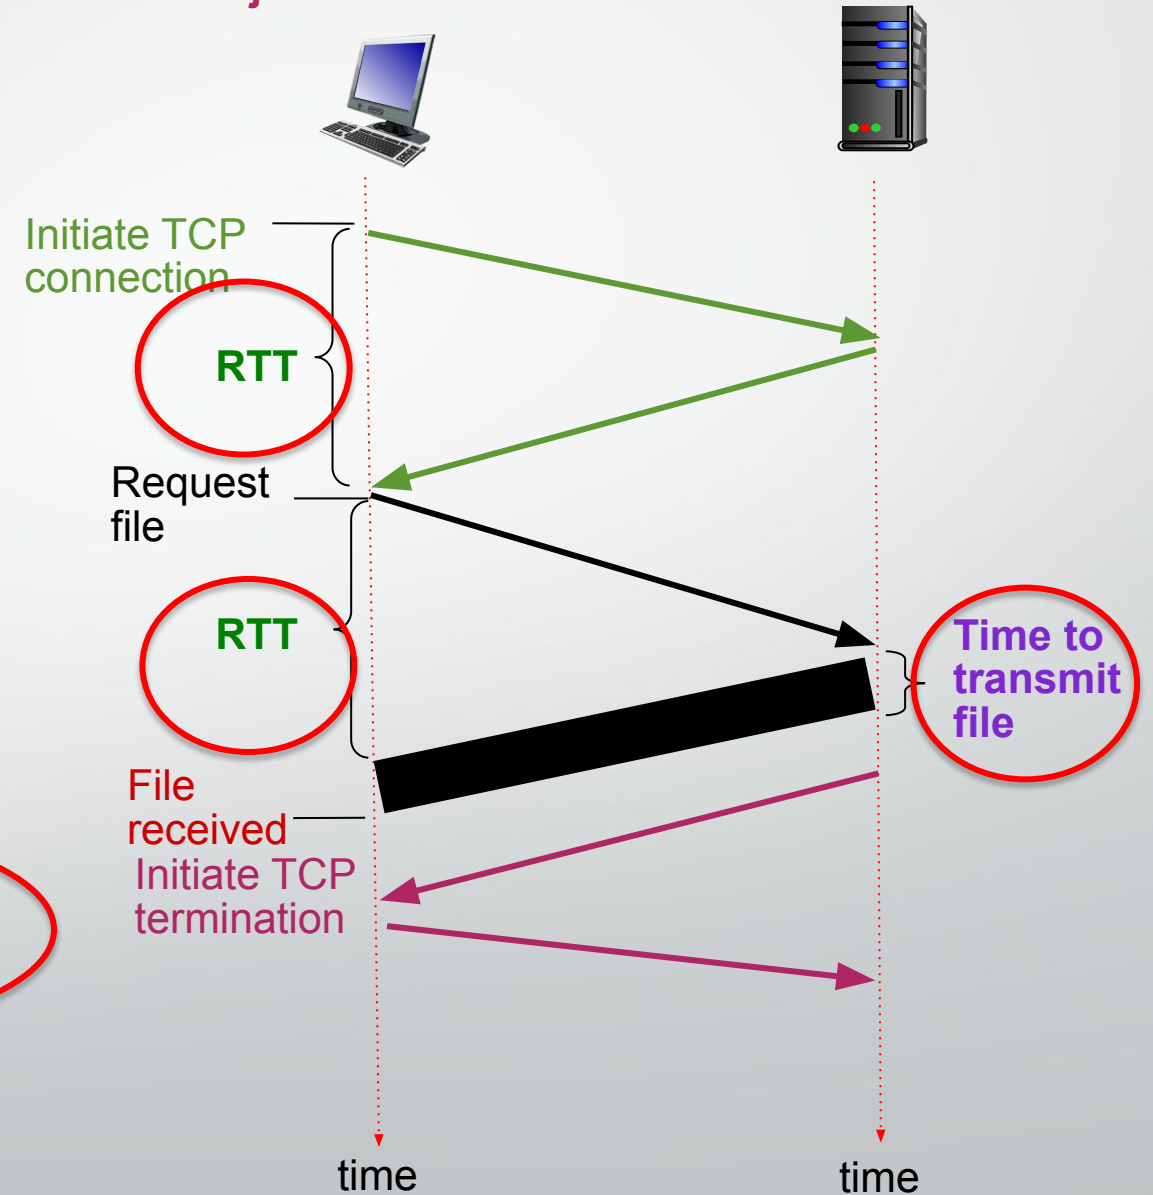 Initiate TCP
connection
RTT
Request
file
RTT
Time to
transmit
file
File
received
Initiate TCP
termination
time
time